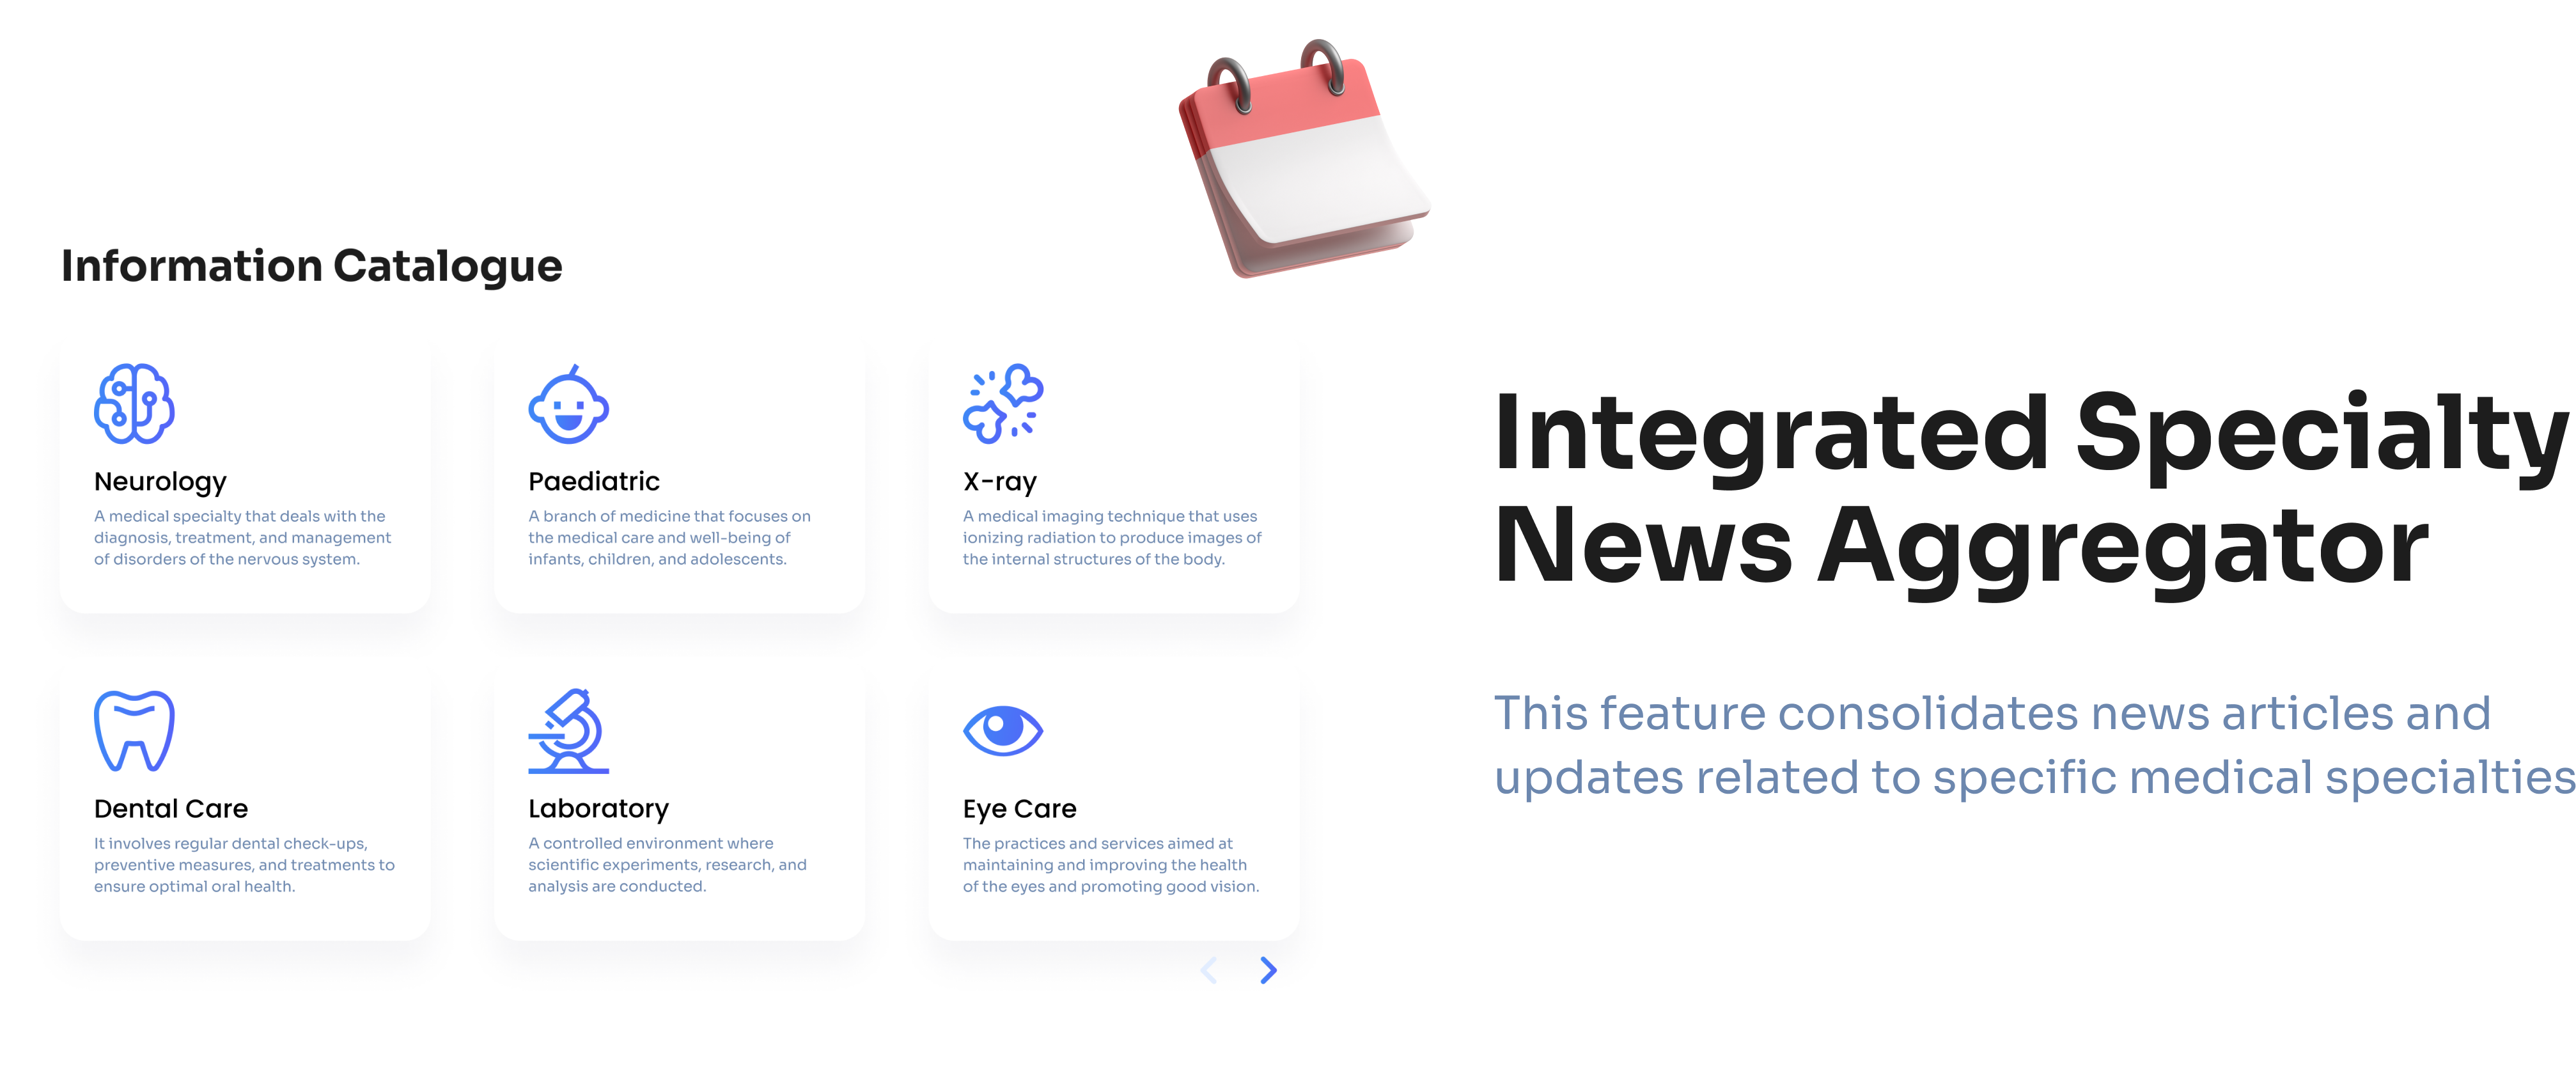 Information Catalogue
Neurology
A medical specialty that deals with the
diagnosis, treatment, and management
of disorders of the nervous system.
Paediatric
A branch of medicine that focuses on
the medical care and well-being of
infants, children, and adolescents.
X-ray
A medical imaging technique that uses
ionizing radiation to produce images of
the internal structures of the body.
Dental Care
It involves regular dental check-ups,
preventive measures, and treatments to
ensure optimal oral health.
Laboratory
A controlled environment where
scientific experiments, research, and
analysis are conducted.
Eye Care
The practices and services aimed at
maintaining and improving the health
of the eyes and promoting good vision.
Integrated Specialty
News Aggregator
This feature consolidates news articles and
updates related to specific medical specialties